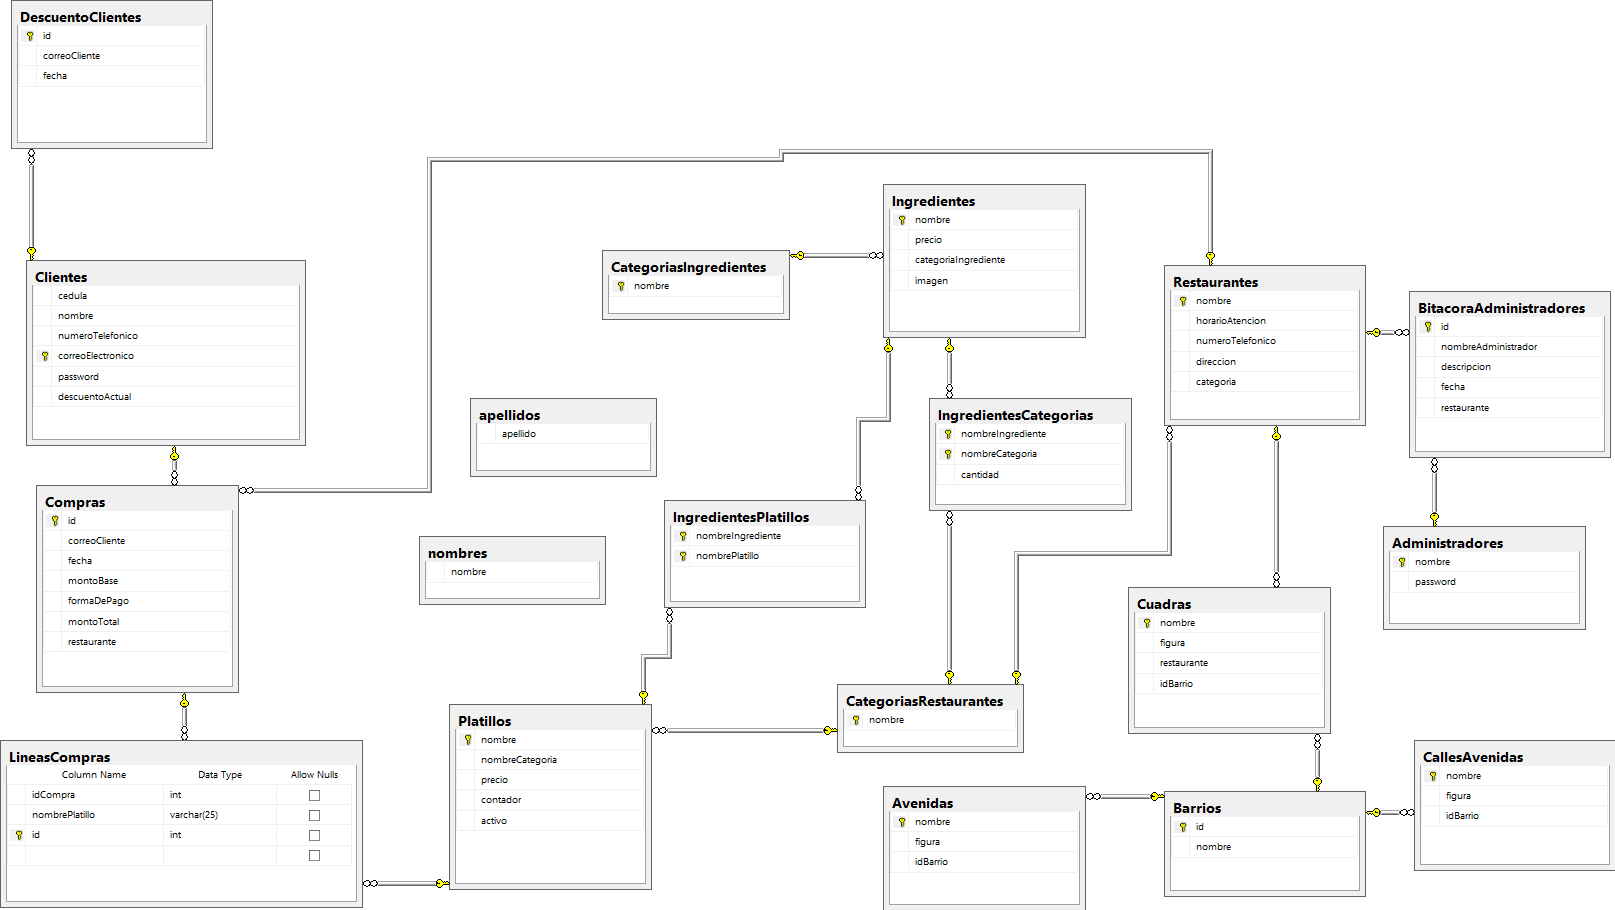 DescuentoClientes
id
correoCliente
fecha
Clientes
cedula
nombre
numeroTelefonico
correoElectronico
password
descuentoActual
Compras
id
correoCliente
fecha
montoBase
formaDePago
montoTotal
restaurante
LineasCompras
Column Name Data Type Allow Nulls
idCompra int
nombrePlatillo varchar(25)
id int
apellidos
apellido
nombres
nombre
CategoriasIngredientes
nombre
Ingredientes
nombre
precio
categoriaIngrediente
imagen
IngredientesCategorias
nombreIngrediente
nombreCategoria
cantidad
IngredientesPlatillos
nombreIngrediente
nombrePlatillo
Platillos
nombre
nombreCategoria
precio
contador
activo
CategoriasRestaurantes
nombre
Restaurantes
nombre
horarioAtencion
numeroTelefonico
direccion
categoria
BitacoraAdministradores
id
nombreAdministrador
descripcion
fecha
restaurante
Administradores
nombre
password
Cuadras
nombre
figura
restaurante
idBarrio
Avenidas
nombre
figura
idBarrio
Barrios
id
nombre
CallesAvenidas
nombre
figura
idBarrio